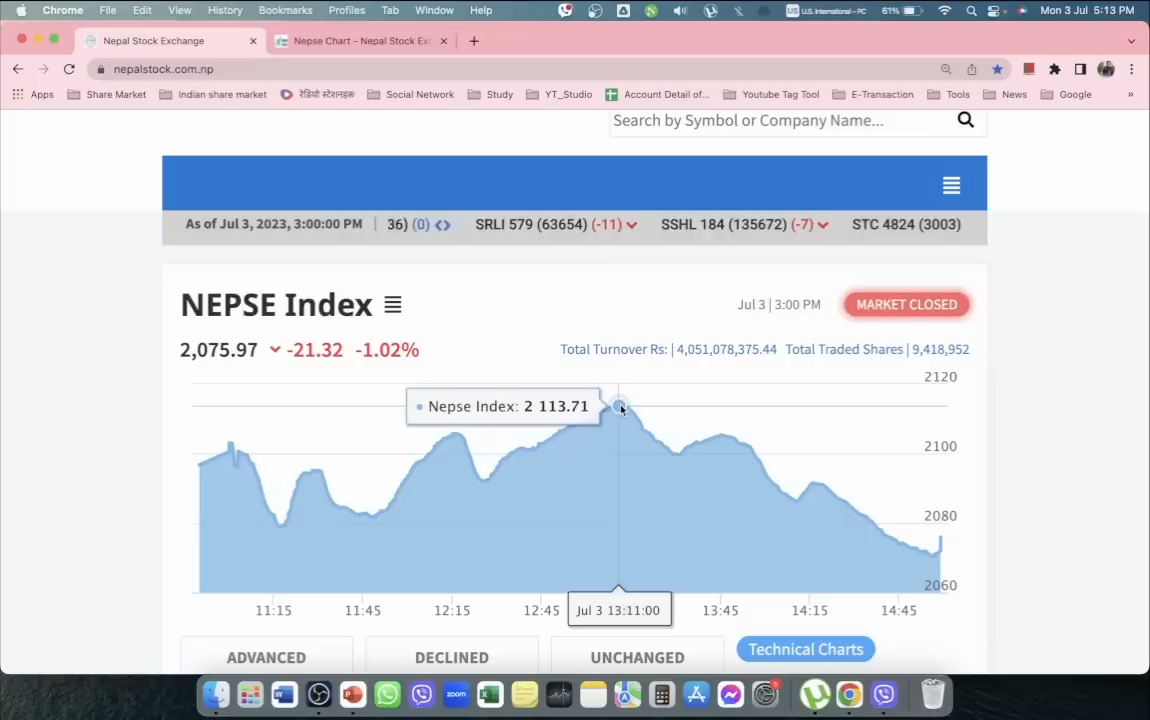 Chrome File Edit View History Bookmarks Profiles Tab Window Help U.S. International – PC 61% Mon 3 Jul 5:13 PM
Nepal Stock Exchange Nepse Chart - Nepal Stock Ex
nepalstock.com.np
Apps Share Market Indian share market रेडियो स्टेशनहरू Social Network Study YT_Studio Account Detail of... Youtube Tag Tool E-Transaction Tools News Google »
Search by Symbol or Company Name...
As of Jul 3, 2023, 3:00:00 PM | 36) (0) SRLI 579 (63654) (-11) SSHL 184 (135672) (-7) STC 4824 (3003)
NEPSE Index Jul 3 | 3:00 PM MARKET CLOSED
2,075.97 -21.32 -1.02% Total Turnover Rs: | 4,051,078,375.44 Total Traded Shares | 9,418,952
2120
Nepse Index: 2 113.71
2100
2080
2060
11:15 11:45 12:15 12:45 Jul 3 13:11:00 13:45 14:15 14:45
ADVANCED DECLINED UNCHANGED Technical Charts
zoom